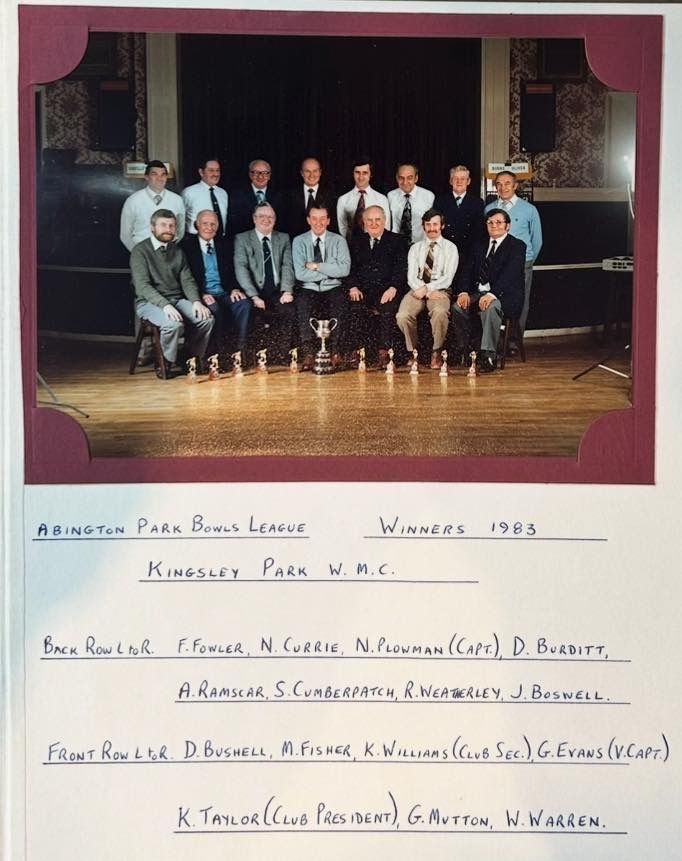 ABINGTON PARK BOWLS LEAGUE WINNERS 1983
KINGSLEY PARK W.M.C.
BACK ROW L to R. F. FOWLER, N. CURRIE, N. PLOWMAN (CAPT.), D. BURDITT,
A. RAMSCAR, S. CUMBERPATCH, R. WEATHERLEY, J. BOSWELL.
FRONT ROW L to R. D. BUSHELL, M. FISHER, K. WILLIAMS (CLUB SEC.), G. EVANS (V. CAPT.)
K. TAYLOR (CLUB PRESIDENT), G. MUTTON, W. WARREN.